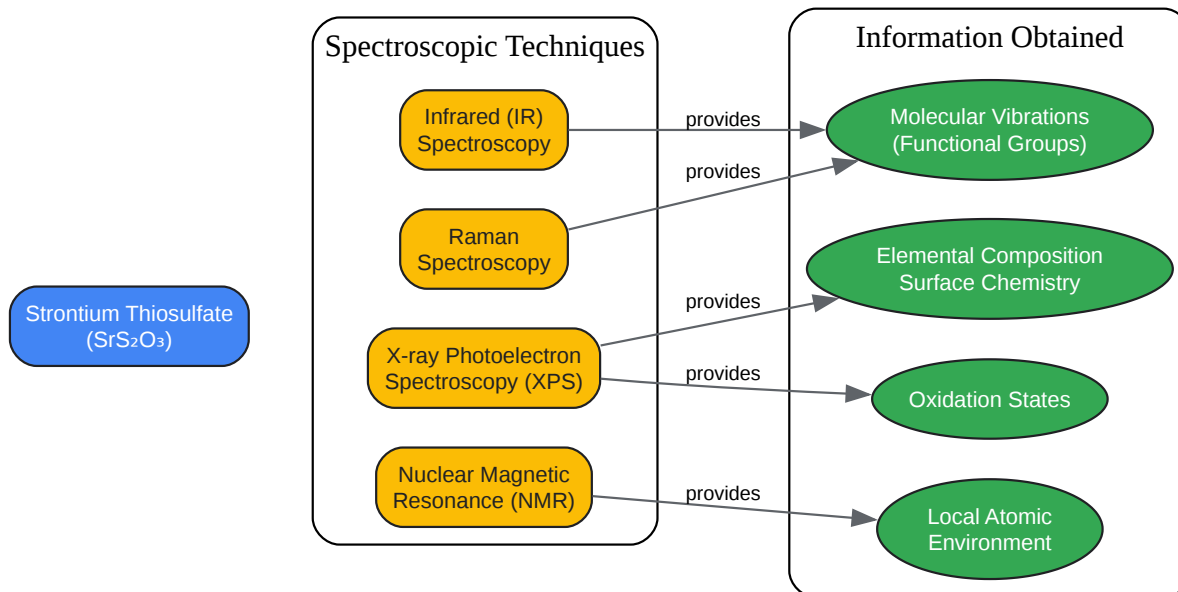 Spectroscopic Techniques
Information Obtained
Infrared (IR)
Spectroscopy
provides
Molecular Vibrations
(Functional Groups)
provides
Raman
Spectroscopy
Elemental Composition
Surface Chemistry
Strontium Thiosulfate
(SrS₂O₃)
provides
X-ray Photoelectron
Spectroscopy (XPS)
provides
Oxidation States
Nuclear Magnetic
Resonance (NMR)
provides
Local Atomic
Environment